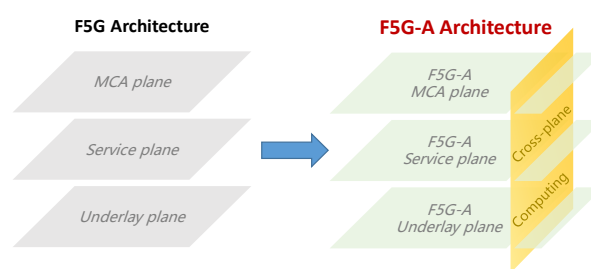 F5G Architecture
MCA plane
Service plane
Underlay plane
F5G-A Architecture
F5G-A
MCA plane
F5G-A
Service plane
F5G-A
Underlay plane
Cross-plane
Computing